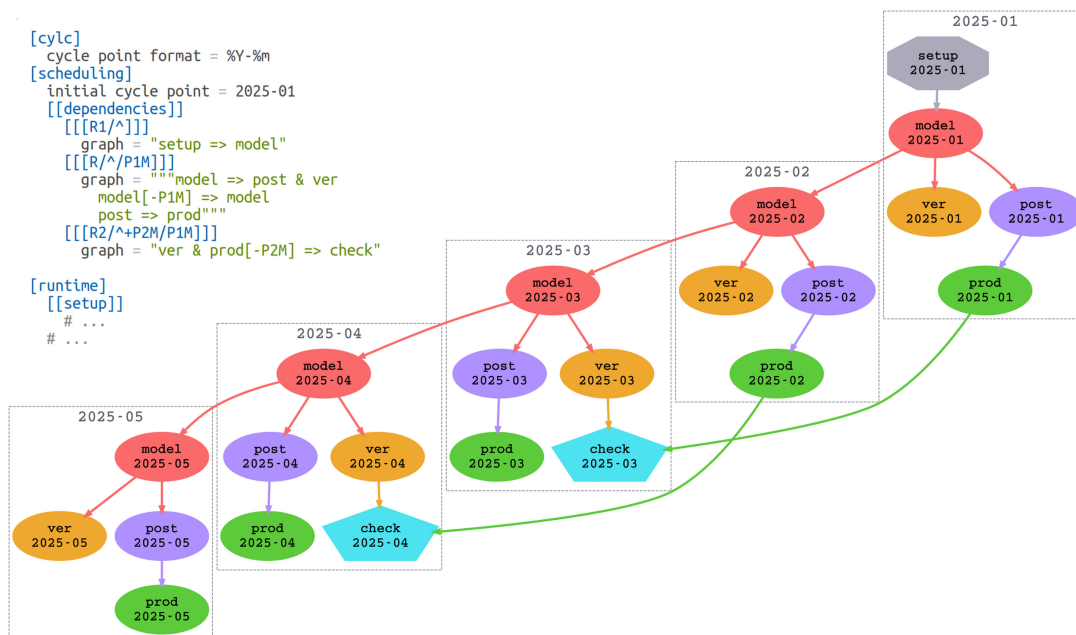 [cylc]
cycle point format = %Y-%m
[scheduling]
initial cycle point = 2025-01
[[dependencies]]
[[[R1/^]]]
graph = "setup => model"
[[[R/^/P1M]]]
graph = """model => post & ver
model[-P1M] => model
post => prod"""
[[[R2/^+P2M/P1M]]]
graph = "ver & prod[-P2M] => check"
[runtime]
[[setup]]
# ...
# ...
2025-01
setup
2025-01
model
2025-01
ver
2025-01
post
2025-01
prod
2025-01
2025-02
model
2025-02
ver
2025-02
post
2025-02
prod
2025-02
2025-03
model
2025-03
post
2025-03
ver
2025-03
prod
2025-03
check
2025-03
2025-04
model
2025-04
post
2025-04
ver
2025-04
prod
2025-04
check
2025-04
2025-05
model
2025-05
ver
2025-05
post
2025-05
prod
2025-05